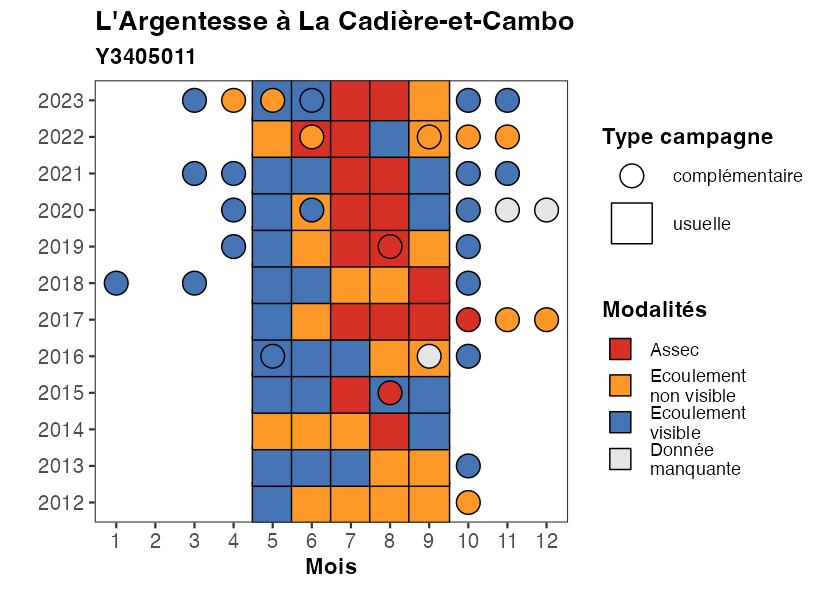 L'Argentesse à La Cadière-et-Cambo
Y3405011
2023
2022
2021
2020
2019
2018
2017
2016
2015
2014
2013
2012
1 2 3 4 5 6 7 8 9 10 11 12
Mois
Type campagne
complémentaire
usuelle
Modalités
Assec
Ecoulement
non visible
Ecoulement
visible
Donnée
manquante